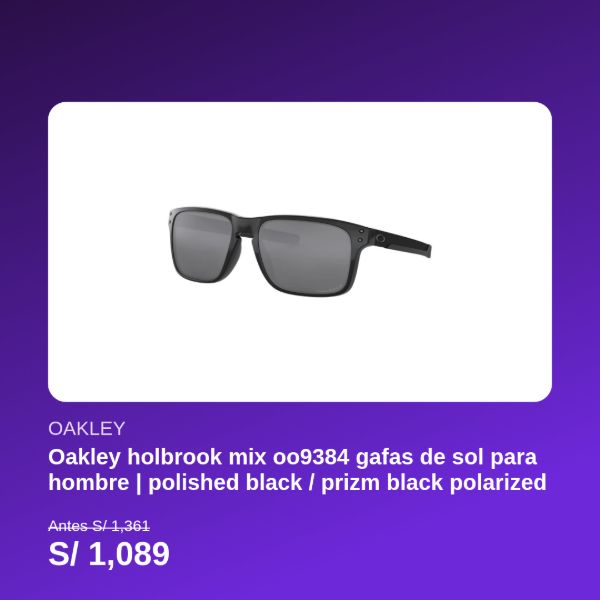 OAKLEY
Oakley holbrook mix oo9384 gafas de sol para
hombre | polished black / prizm black polarized
Antes S/ 1,361
S/ 1,089